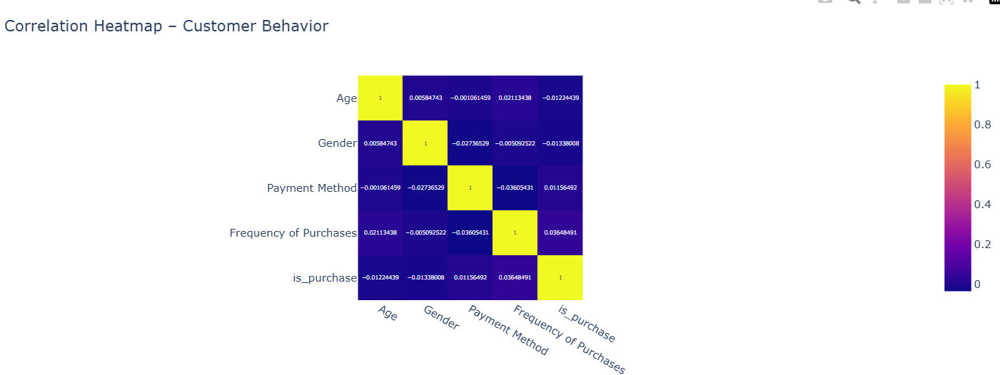 Correlation Heatmap – Customer Behavior
Age 1 0.00584743 −0.001061459 0.02113438 −0.01224439
Gender 0.00584743 1 −0.02736529 −0.005092522 −0.01338008
Payment Method −0.001061459 −0.02736529 1 −0.03605431 0.01156492
Frequency of Purchases 0.02113438 −0.005092522 −0.03605431 1 0.03648491
is_purchase −0.01224439 −0.01338008 0.01156492 0.03648491 1
Age
Gender
Payment Method
Frequency of Purchases
is_purchase
1
0.8
0.6
0.4
0.2
0